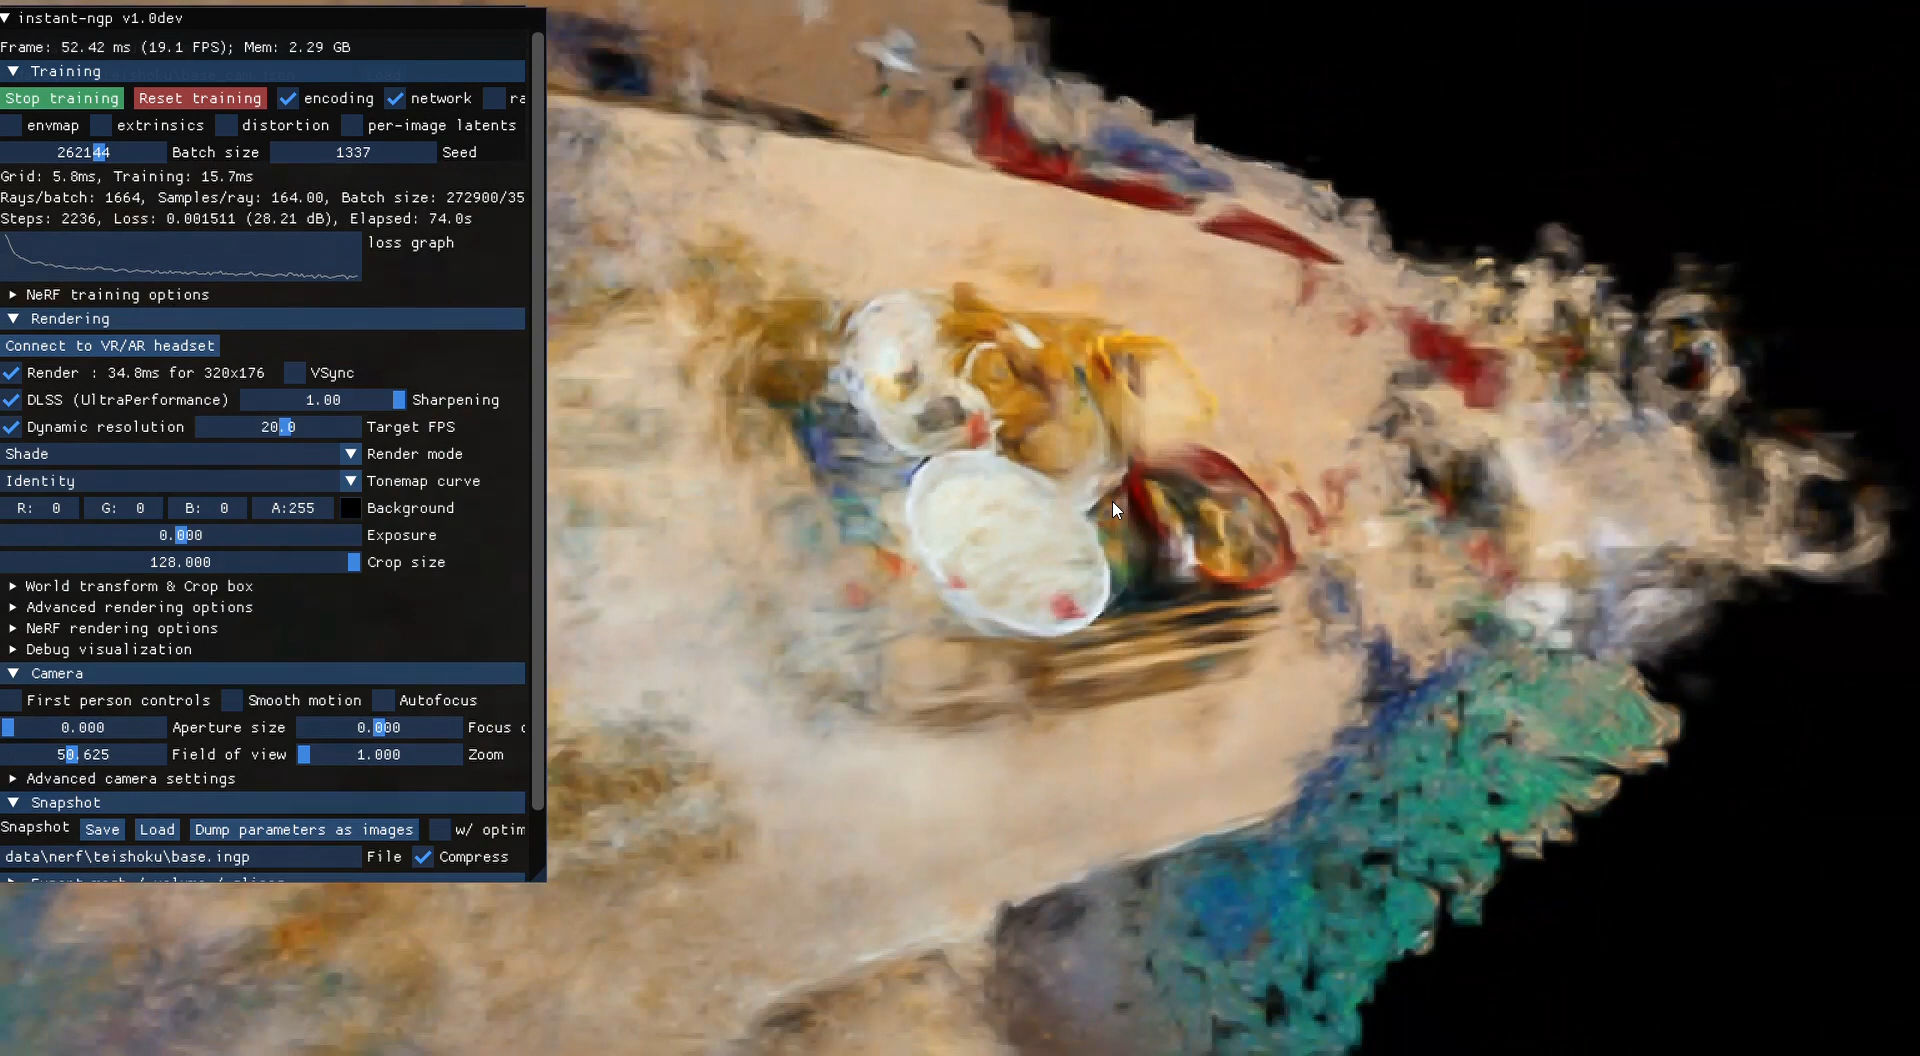 instant-ngp v1.0dev
Frame: 52.42 ms (19.1 FPS); Mem: 2.29 GB
Training
Stop training Reset training encoding network ra
envmap extrinsics distortion per-image latents
262144 Batch size 1337 Seed
Grid: 5.8ms, Training: 15.7ms
Rays/batch: 1664, Samples/ray: 164.00, Batch size: 272900/35
Steps: 2236, Loss: 0.001511 (28.21 dB), Elapsed: 74.0s
loss graph
NeRF training options
Rendering
Connect to VR/AR headset
Render : 34.8ms for 320x176 VSync
DLSS (UltraPerformance) 1.00 Sharpening
Dynamic resolution 20.0 Target FPS
Shade Render mode
Identity Tonemap curve
R: 0 G: 0 B: 0 A:255 Background
0.000 Exposure
128.000 Crop size
World transform & Crop box
Advanced rendering options
NeRF rendering options
Debug visualization
Camera
First person controls Smooth motion Autofocus
0.000 Aperture size 0.000 Focus d
50.625 Field of view 1.000 Zoom
Advanced camera settings
Snapshot
Snapshot Save Load Dump parameters as images w/ optim
data\nerf\teishoku\base.ingp File Compress